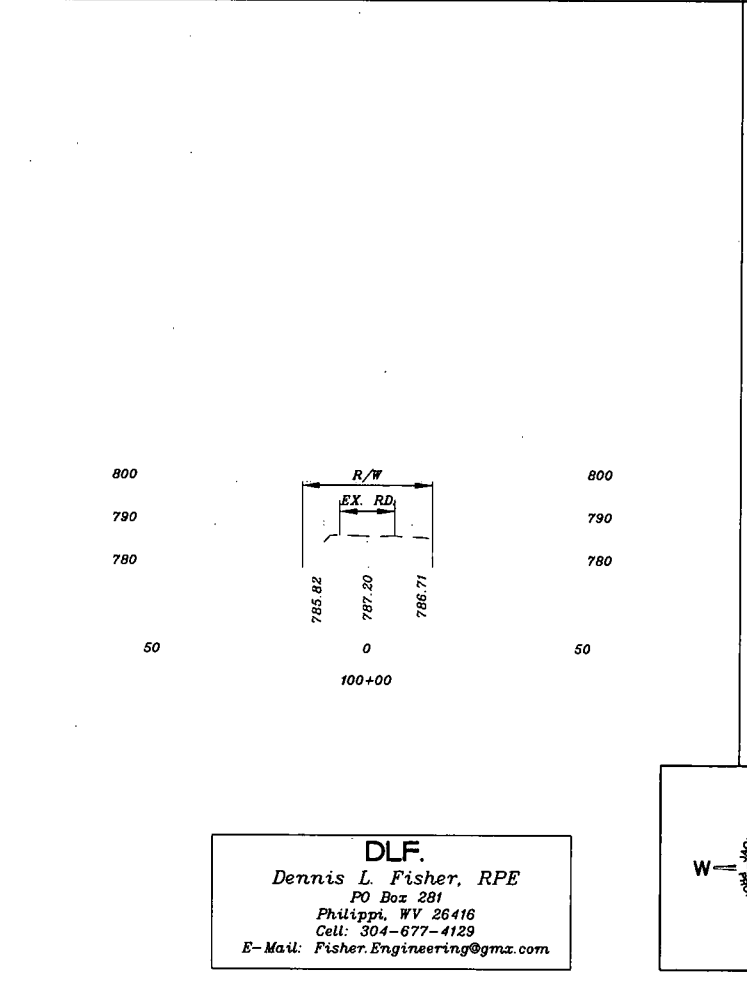 800 R/W 800
EX. RD.
790 790
780 780
785.82 787.20 786.71
50 0 50
100+00
DLF.
Dennis L. Fisher, RPE
PO Box 281
Philippi, WV 26416
Cell: 304-677-4129
E-Mail: Fisher.Engineering@gmx.com
W